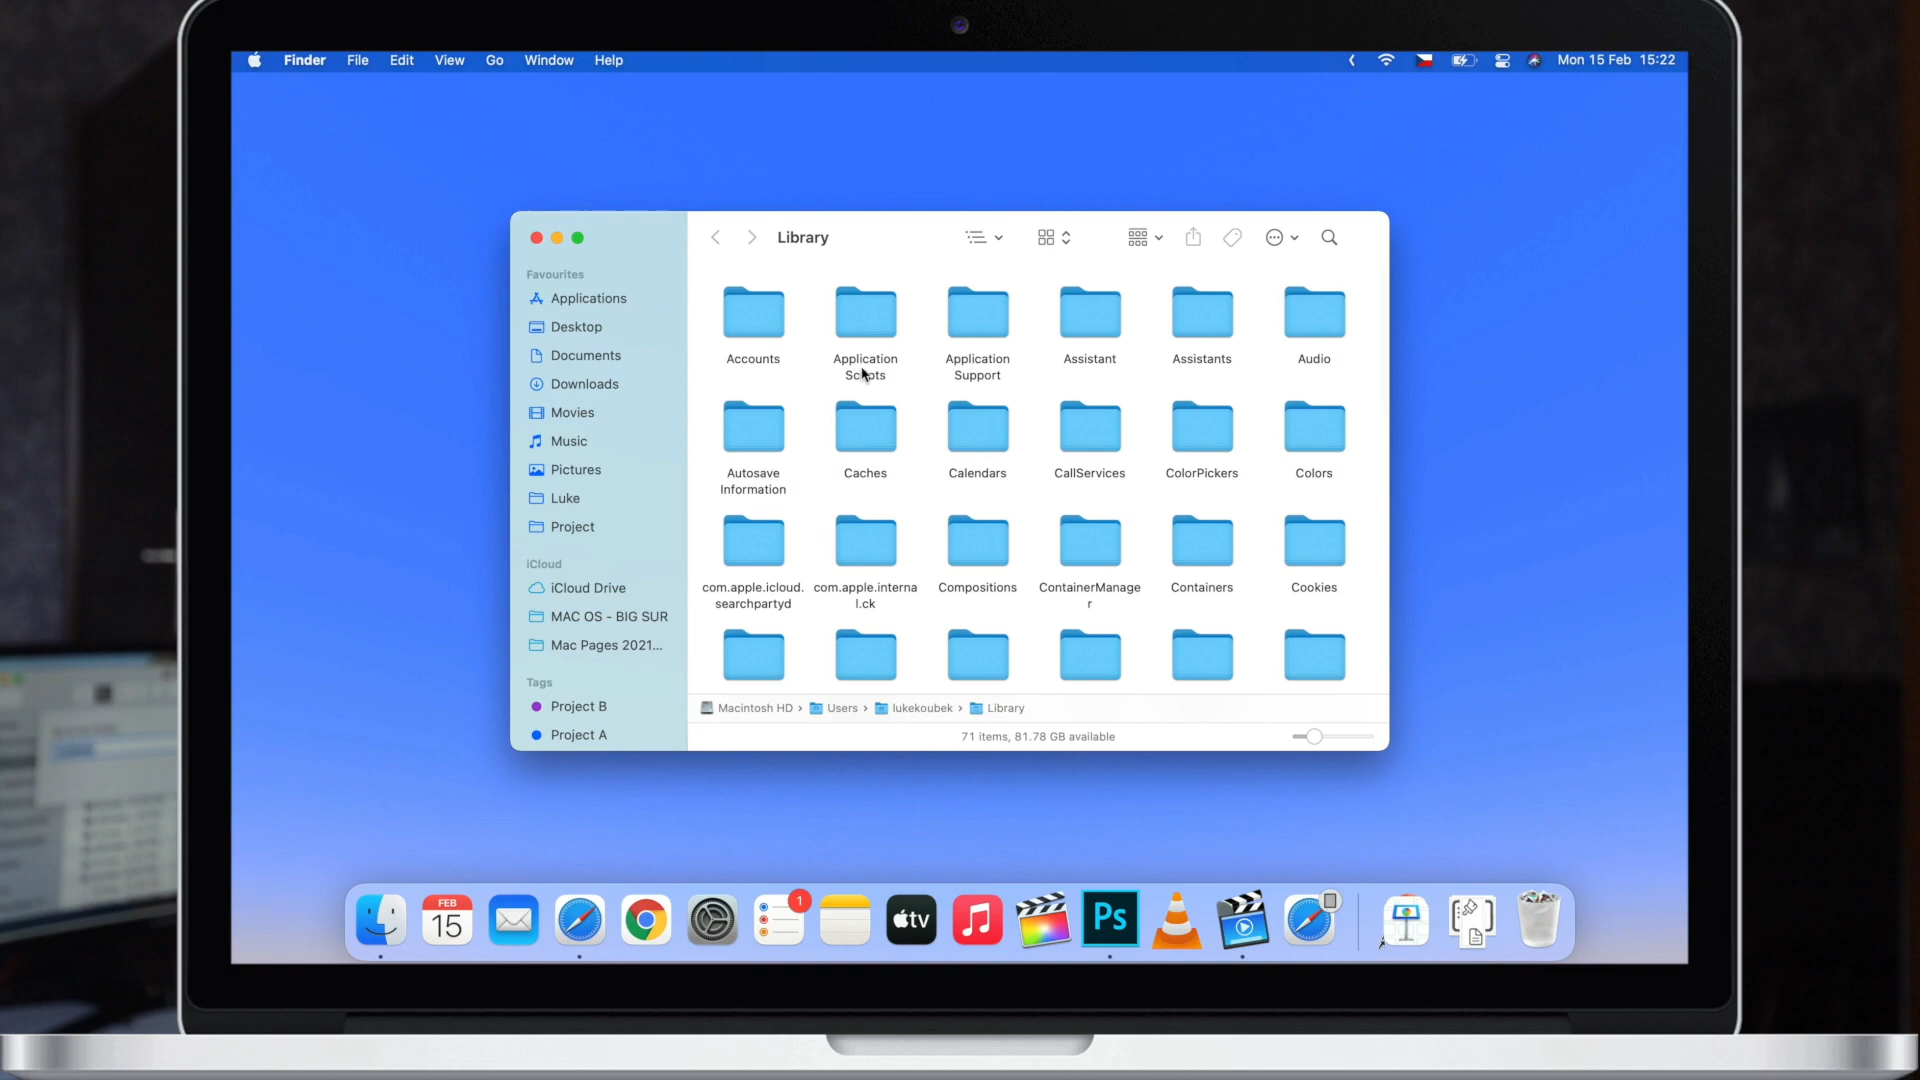 Finder File Edit View Go Window Help
Mon 15 Feb 15:22
Library
Favourites
Applications
Desktop
Documents
Downloads
Movies
Music
Pictures
Luke
Project
iCloud
iCloud Drive
MAC OS - BIG SUR
Mac Pages 2021...
Tags
Project B
Project A
Accounts
Application
Scripts
Application
Support
Assistant
Assistants
Audio
Autosave
Information
Caches
Calendars
CallServices
ColorPickers
Colors
com.apple.icloud.
searchpartyd
com.apple.interna
l.ck
Compositions
ContainerManage
r
Containers
Cookies
Macintosh HD › Users › lukekoubek › Library
71 items, 81.78 GB available
FEB
15
1
tv
Ps